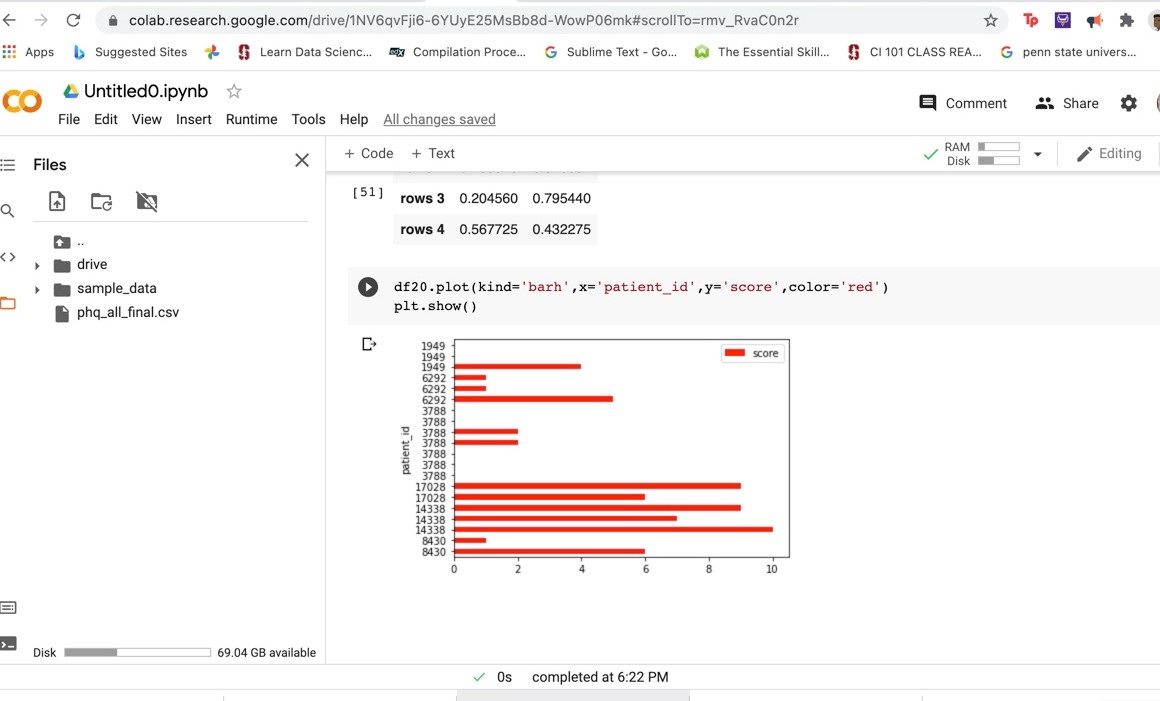 colab.research.google.com/drive/1NV6qvFji6-6YUyE25MsBb8d-WowP06mk#scrollTo=rmv_RvaC0n2r
Tp
Apps Suggested Sites Learn Data Scienc... Compilation Proce... Sublime Text - Go... The Essential Skill... CI 101 CLASS REA... penn state univers...
Untitled0.ipynb
File Edit View Insert Runtime Tools Help All changes saved
Comment Share
Files
+ Code + Text
RAM
Disk
Editing
..
drive
sample_data
phq_all_final.csv
[51]
rows 3 0.204560 0.795440
rows 4 0.567725 0.432275
df20.plot(kind='barh',x='patient_id',y='score',color='red')
plt.show()
score
patient_id
1949
1949
1949
6292
6292
6292
3788
3788
3788
3788
3788
3788
3788
17028
17028
14338
14338
14338
8430
8430
0 2 4 6 8 10
Disk 69.04 GB available
0s completed at 6:22 PM